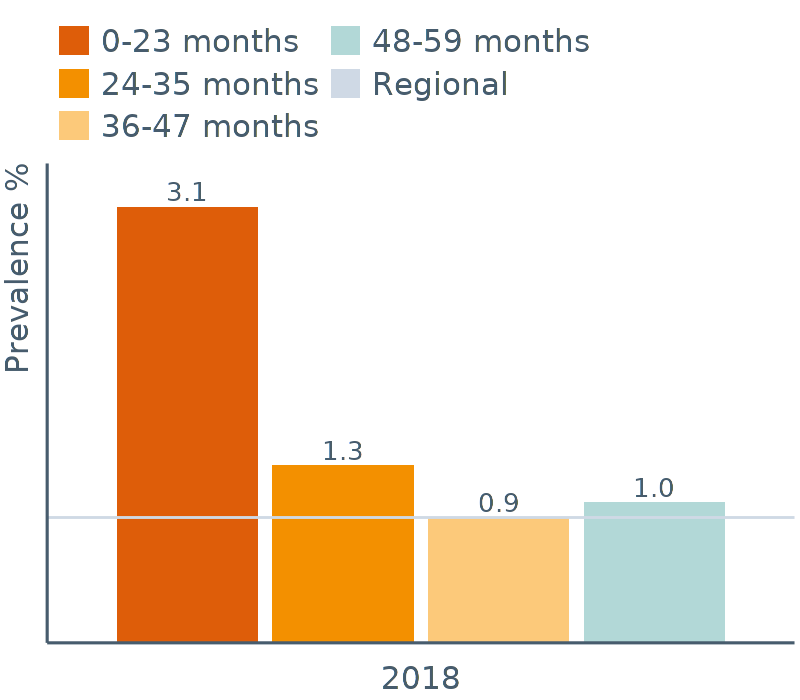 0-23 months
24-35 months
36-47 months
48-59 months
Regional
Prevalence %
3.1
1.3
0.9
1.0
2018